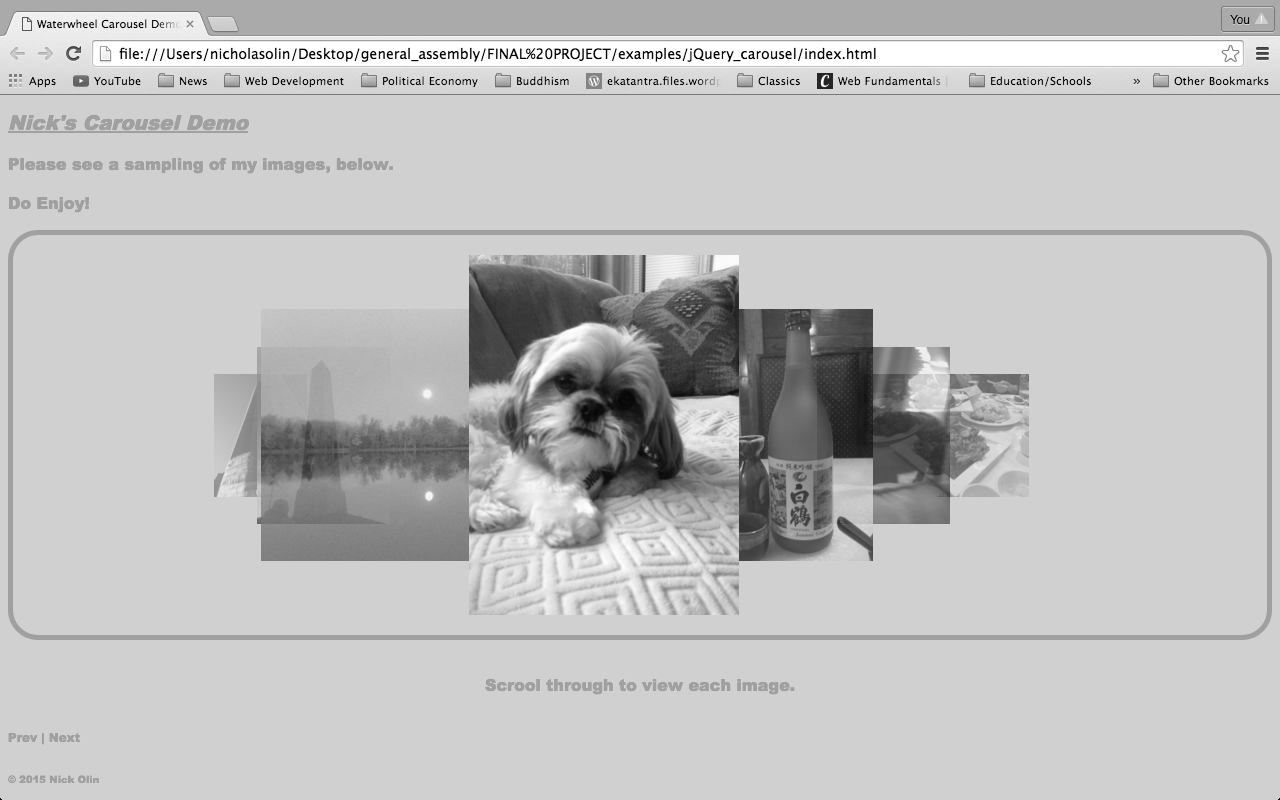 Waterwheel Carousel Demo
You
file:///Users/nicholasolin/Desktop/general_assembly/FINAL%20PROJECT/examples/jQuery_carousel/index.html
Apps YouTube News Web Development Political Economy Buddhism ekatantra.files.wordp Classics Web Fundamentals | Education/Schools » Other Bookmarks
Nick's Carousel Demo
Please see a sampling of my images, below.
Do Enjoy!
白鶴
Scrool through to view each image.
Prev | Next
© 2015 Nick Olin